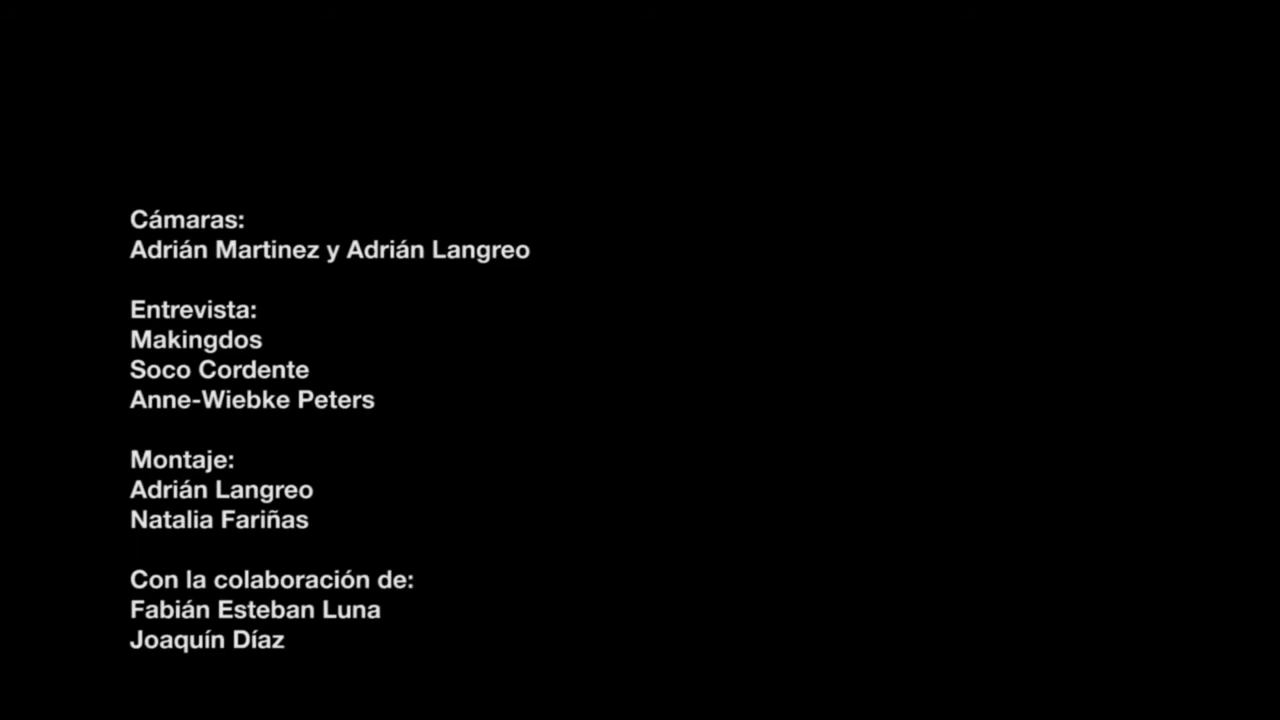 Cámaras:
Adrián Martinez y Adrián Langreo
Entrevista:
Makingdos
Soco Cordente
Anne-Wiebke Peters
Montaje:
Adrián Langreo
Natalia Fariñas
Con la colaboración de:
Fabián Esteban Luna
Joaquín Díaz